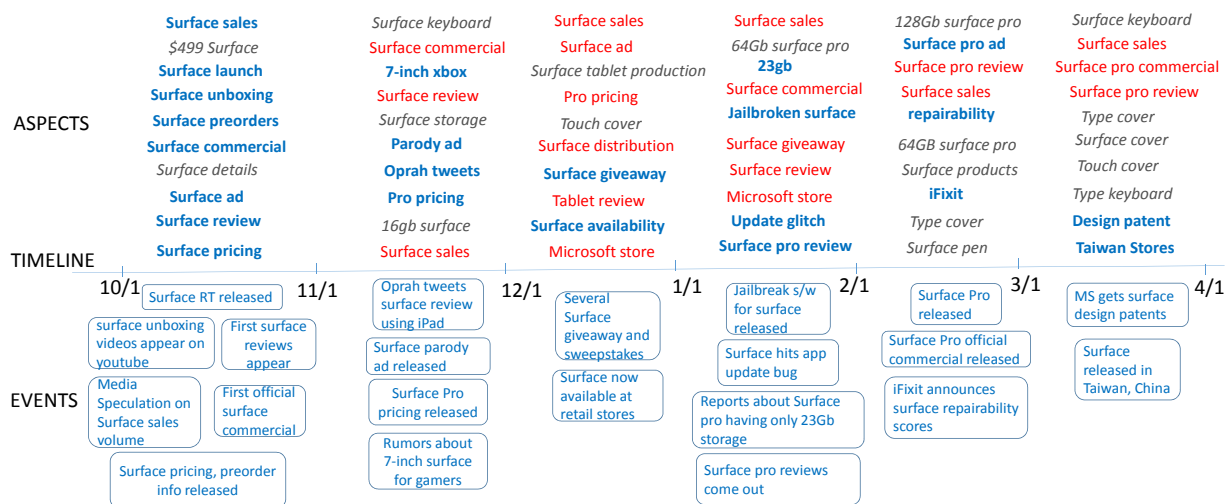 ASPECTS
Surface sales
$499 Surface
Surface launch
Surface unboxing
Surface preorders
Surface commercial
Surface details
Surface ad
Surface review
Surface pricing
Surface keyboard
Surface commercial
7-inch xbox
Surface review
Surface storage
Parody ad
Oprah tweets
Pro pricing
16gb surface
Surface sales
Surface sales
Surface ad
Surface tablet production
Pro pricing
Touch cover
Surface distribution
Surface giveaway
Tablet review
Surface availability
Microsoft store
Surface sales
64Gb surface pro
23gb
Surface commercial
Jailbroken surface
Surface giveaway
Surface review
Microsoft store
Update glitch
Surface pro review
128Gb surface pro
Surface pro ad
Surface pro review
Surface sales
repairability
64GB surface pro
Surface products
iFixit
Type cover
Surface pen
Surface keyboard
Surface sales
Surface pro commercial
Surface pro review
Type cover
Surface cover
Touch cover
Type keyboard
Design patent
Taiwan Stores
TIMELINE
10/1
11/1
12/1
1/1
2/1
3/1
4/1
EVENTS
Surface RT released
surface unboxing
videos appear on
youtube
First surface
reviews
appear
Media
Speculation on
Surface sales
volume
First official
surface
commercial
Surface pricing, preorder
info released
Oprah tweets
surface review
using iPad
Surface parody
ad released
Surface Pro
pricing released
Rumors about
7-inch surface
for gamers
Several
Surface
giveaway and
sweepstakes
Surface now
available at
retail stores
Jailbreak s/w
for surface
released
Surface hits app
update bug
Reports about Surface
pro having only 23Gb
storage
Surface pro reviews
come out
Surface Pro
released
Surface Pro official
commercial released
iFixit announces
surface repairability
scores
MS gets surface
design patents
Surface
released in
Taiwan, China